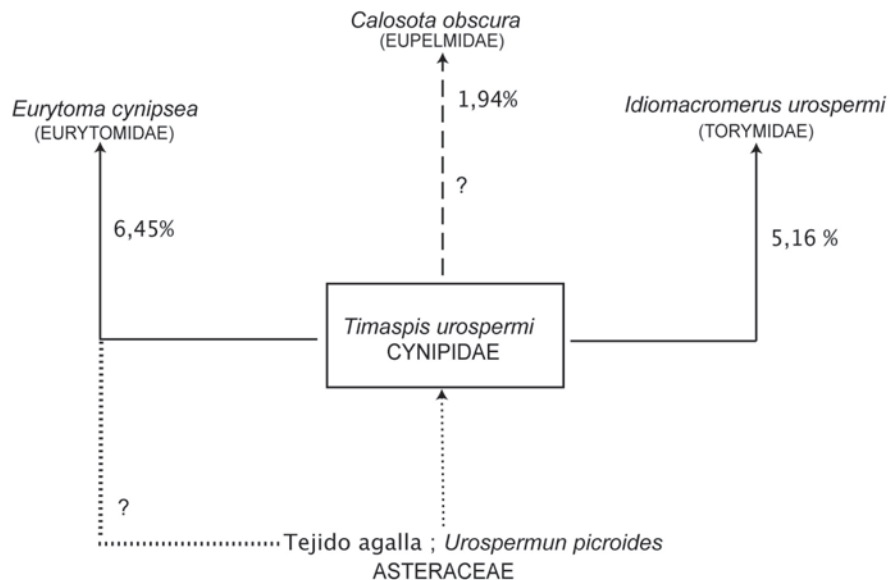 Calosota obscura
(EUPELMIDAE)
Eurytoma cynipsea
(EURYTOMIDAE)
1,94%
Idiomacromerus urospermi
(TORYMIDAE)
?
6,45%
5,16 %
Timaspis urospermi
CYNIPIDAE
?
Tejido agalla ; Urospermun picroides
ASTERACEAE